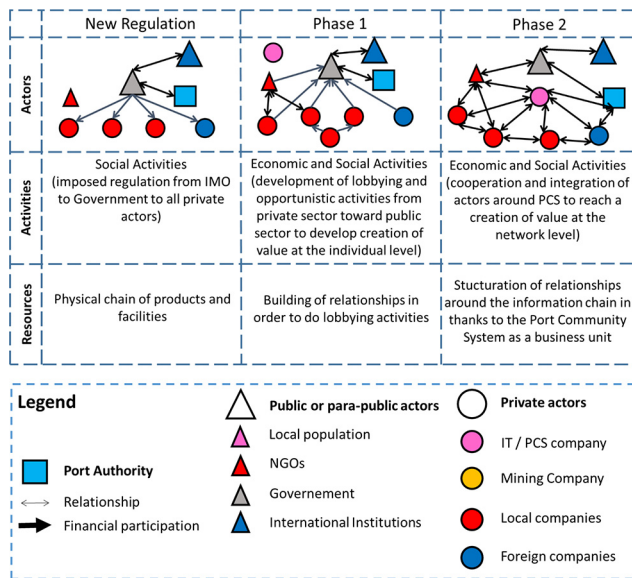 New Regulation
Phase 1
Phase 2
Actors
Activities
Social Activities
(imposed regulation from IMO
to Government to all private
actors)
Economic and Social Activities
(development of lobbying and
opportunistic activities from
private sector toward public
sector to develop creation of
value at the individual level)
Economic and Social Activities
(cooperation and integration of
actors around PCS to reach a
creation of value at the
network level)
Resources
Physical chain of products and
facilities
Building of relationships in
order to do lobbying activities
Stucturation of relationships
around the information chain in
thanks to the Port Community
System as a business unit
Legend
Port Authority
Relationship
Financial participation
Public or para-public actors
Local population
NGOs
Governement
International Institutions
Private actors
IT / PCS company
Mining Company
Local companies
Foreign companies